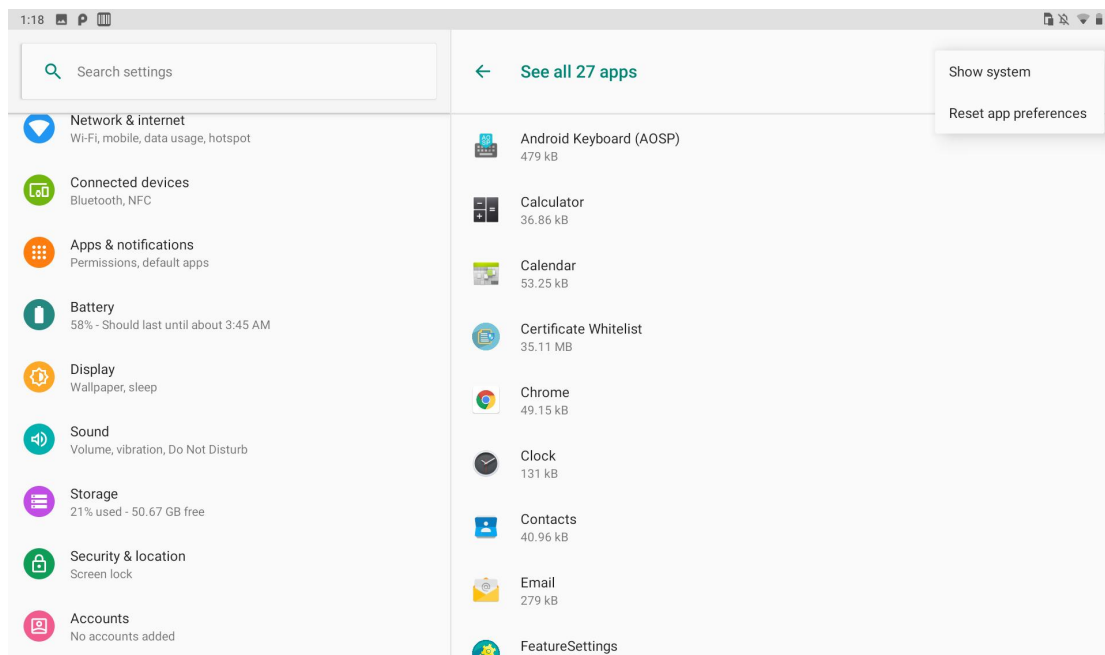 1:18
Search settings
Network & internet
Wi-Fi, mobile, data usage, hotspot
Connected devices
Bluetooth, NFC
Apps & notifications
Permissions, default apps
Battery
58% - Should last until about 3:45 AM
Display
Wallpaper, sleep
Sound
Volume, vibration, Do Not Disturb
Storage
21% used - 50.67 GB free
Security & location
Screen lock
Accounts
No accounts added
See all 27 apps
Show system
Reset app preferences
Android Keyboard (AOSP)
479 kB
Calculator
36.86 kB
Calendar
53.25 kB
Certificate Whitelist
35.11 MB
Chrome
49.15 kB
Clock
131 kB
Contacts
40.96 kB
Email
279 kB
FeatureSettings